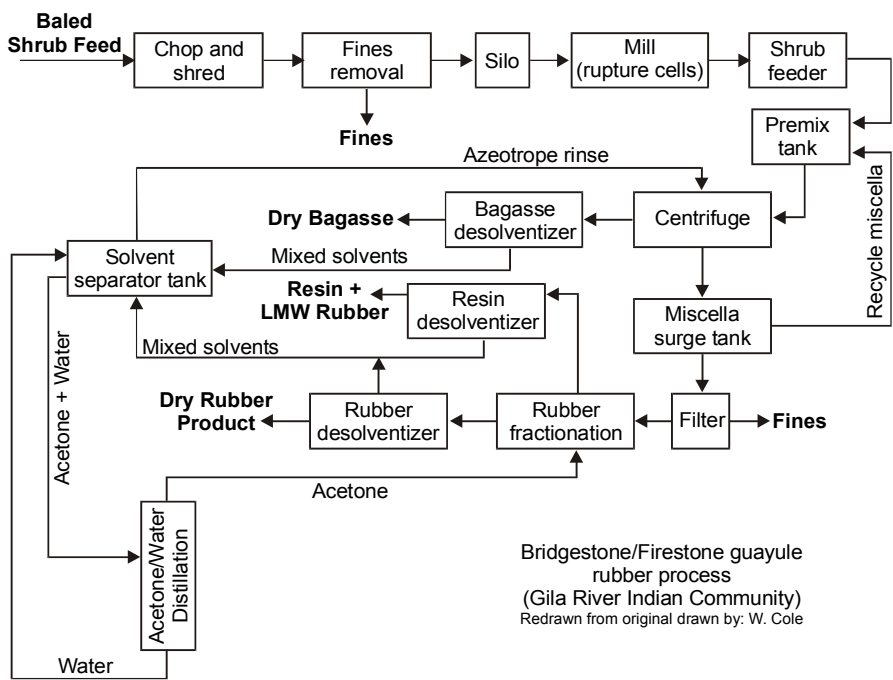 Baled
Shrub Feed
Chop and
shred
Fines
removal
Silo
Mill
(rupture cells)
Shrub
feeder
Fines
Premix
tank
Azeotrope rinse
Recycle miscella
Dry Bagasse
Bagasse
desolventizer
Centrifuge
Solvent
separator tank
Mixed solvents
Resin +
LMW Rubber
Resin
desolventizer
Miscella
surge tank
Mixed solvents
Dry Rubber
Product
Rubber
desolventizer
Rubber
fractionation
Filter
Fines
Acetone + Water
Acetone
Acetone/Water
Distillation
Water
Bridgestone/Firestone guayule
rubber process
(Gila River Indian Community)
Redrawn from original drawn by: W. Cole